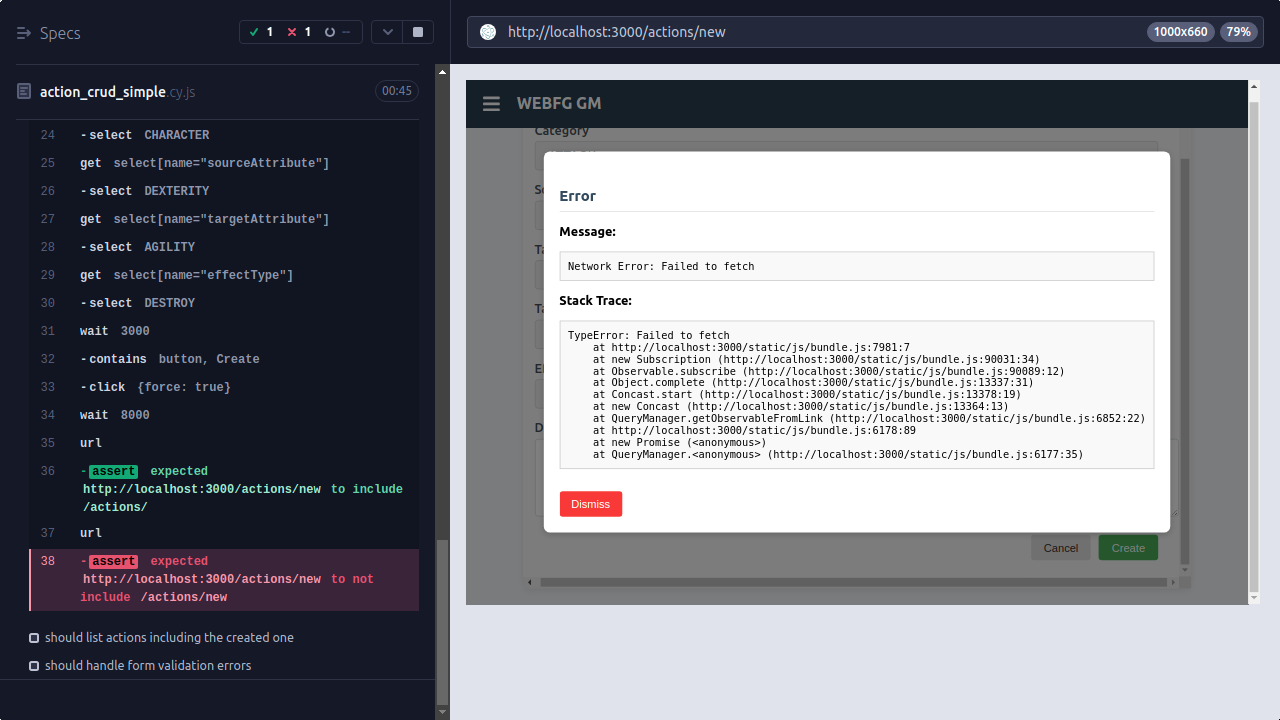 Specs
1
1
--
http://localhost:3000/actions/new
1000x660
79%
action_crud_simple.cy.js
00:45
24 -select CHARACTER
25 get select[name="sourceAttribute"]
26 -select DEXTERITY
27 get select[name="targetAttribute"]
28 -select AGILITY
29 get select[name="effectType"]
30 -select DESTROY
31 wait 3000
32 -contains button, Create
33 -click {force: true}
34 wait 8000
35 url
36 -assert expected
http://localhost:3000/actions/new to include
/actions/
37 url
38 -assert expected
http://localhost:3000/actions/new to not
include /actions/new
should list actions including the created one
should handle form validation errors
WEBFG GM
Category
Error
Message:
Network Error: Failed to fetch
Stack Trace:
TypeError: Failed to fetch
at http://localhost:3000/static/js/bundle.js:7981:7
at new Subscription (http://localhost:3000/static/js/bundle.js:90031:34)
at Observable.subscribe (http://localhost:3000/static/js/bundle.js:90089:12)
at Object.complete (http://localhost:3000/static/js/bundle.js:13337:31)
at Concast.start (http://localhost:3000/static/js/bundle.js:13378:19)
at new Concast (http://localhost:3000/static/js/bundle.js:13364:13)
at QueryManager.getObservableFromLink (http://localhost:3000/static/js/bundle.js:6852:22)
at http://localhost:3000/static/js/bundle.js:6178:89
at new Promise (<anonymous>)
at QueryManager.<anonymous> (http://localhost:3000/static/js/bundle.js:6177:35)
Dismiss
Cancel
Create